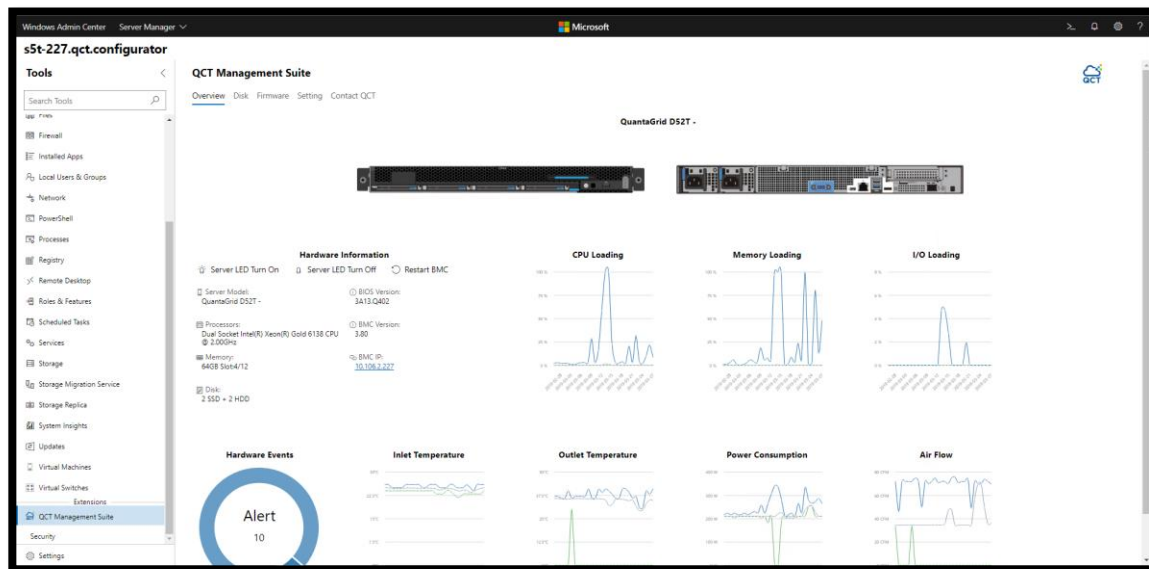 Windows Admin Center Server Manager
Microsoft
s5t-227.qct.configurator
Tools
Search Tools
Files
Firewall
Installed Apps
Local Users & Groups
Network
PowerShell
Processes
Registry
Remote Desktop
Roles & Features
Scheduled Tasks
Services
Storage
Storage Migration Service
Storage Replica
System Insights
Updates
Virtual Machines
Virtual Switches
Extensions
QCT Management Suite
Security
Settings
QCT Management Suite
QCT
Overview Disk Firmware Setting Contact QCT
QuantaGrid D52T -
Hardware Information
Server LED Turn On Server LED Turn Off Restart BMC
Server Model:
QuantaGrid D52T -
BIOS Version:
3A13.Q402
Processors:
Dual Socket Intel(R) Xeon(R) Gold 6138 CPU
@ 2.00GHz
BMC Version:
3.80
Memory:
64GB Slot:4/12
BMC IP:
10.106.2.227
Disk:
2 SSD + 2 HDD
CPU Loading
Memory Loading
I/O Loading
Hardware Events
Alert
10
Inlet Temperature
Outlet Temperature
Power Consumption
Air Flow